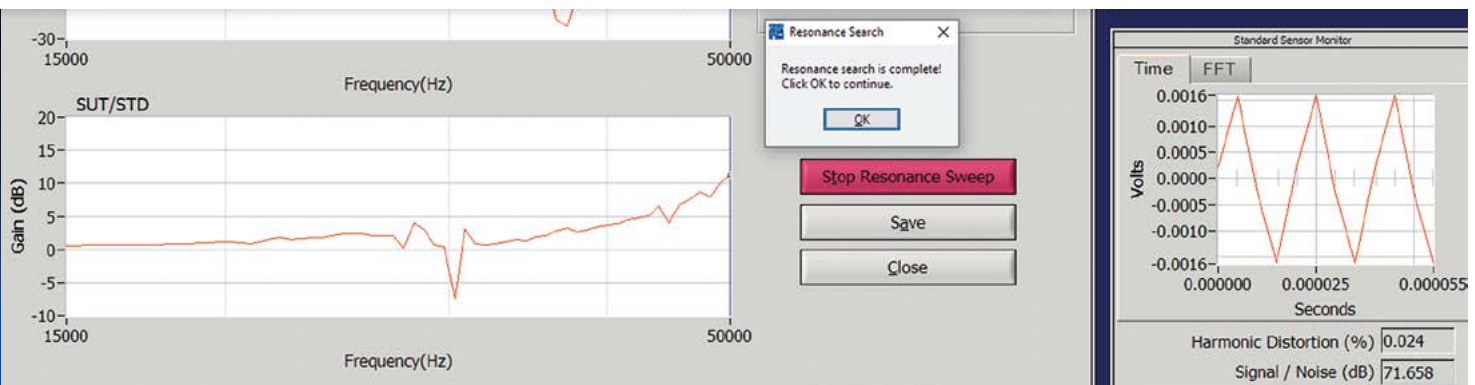 -30-
15000
50000
Frequency(Hz)
SUT/STD
20-
15-
10-
5-
0-
-5-
-10-
Gain (dB)
15000
50000
Frequency(Hz)
Resonance Search
Resonance search is complete!
Click OK to continue.
OK
Stop Resonance Sweep
Save
Close
Standard Sensor Monitor
Time
FFT
0.0016-
0.0010-
0.0005-
0.0000-
-0.0005-
-0.0010-
-0.0016-
Volts
0.000000
0.000025
0.000055
Seconds
Harmonic Distortion (%) 0.024
Signal / Noise (dB) 71.658